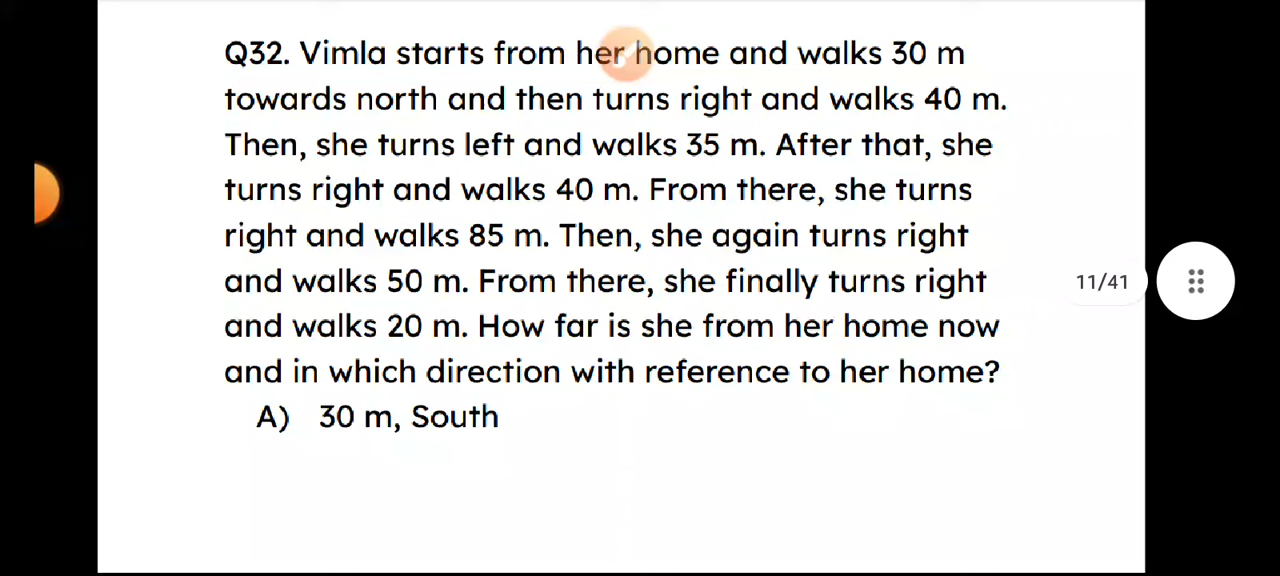 Q32. Vimla starts from her home and walks 30 m
towards north and then turns right and walks 40 m.
Then, she turns left and walks 35 m. After that, she
turns right and walks 40 m. From there, she turns
right and walks 85 m. Then, she again turns right
and walks 50 m. From there, she finally turns right
and walks 20 m. How far is she from her home now
and in which direction with reference to her home?
A) 30 m, South
11/41